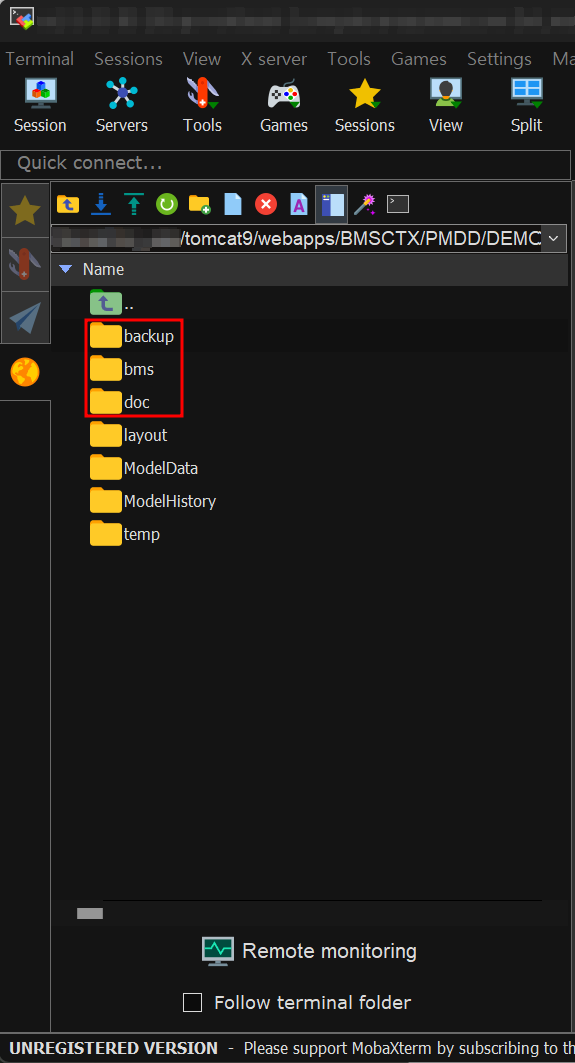 Terminal Sessions View X server Tools Games Settings Ma
Session Servers Tools Games Sessions View Split
Quick connect...
/tomcat9/webapps/BMSCTX/PMDD/DEMO
Name
..
backup
bms
doc
layout
ModelData
ModelHistory
temp
Remote monitoring
Follow terminal folder
UNREGISTERED VERSION - Please support MobaXterm by subscribing to th